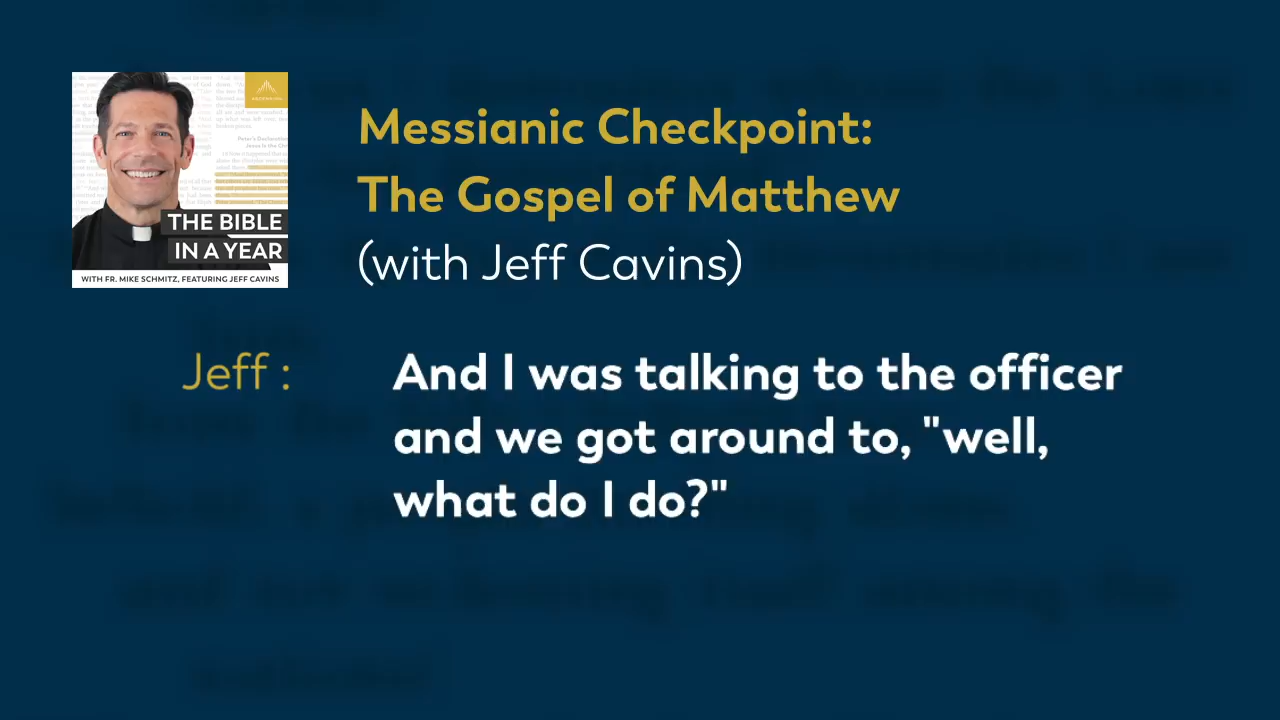 THE BIBLE
IN A YEAR
WITH FR. MIKE SCHMITZ, FEATURING JEFF CAVINS
Messianic Checkpoint:
The Gospel of Matthew
(with Jeff Cavins)
Jeff :
And I was talking to the officer
and we got around to, "well,
what do I do?"